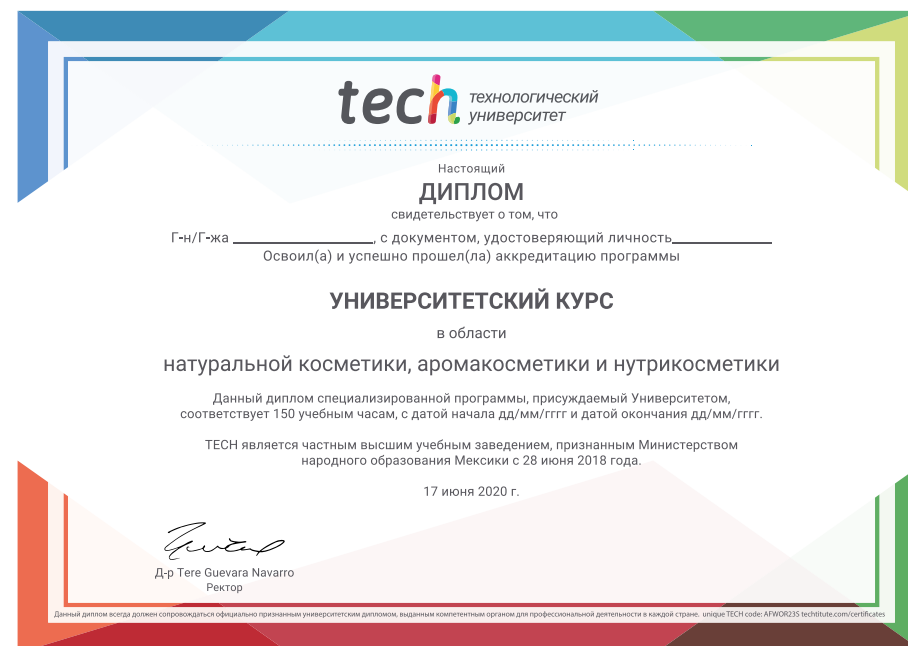 tech технологический
университет
Настоящий
ДИПЛОМ
свидетельствует о том, что
Г-н/Г-жа ____________, с документом, удостоверяющий личность____________
Освоил(а) и успешно прошел(ла) аккредитацию программы
УНИВЕРСИТЕТСКИЙ КУРС
в области
натуральной косметики, аромакосметики и нутрикосметики
Данный диплом специализированной программы, присуждаемый Университетом,
соответствует 150 учебным часам, с датой начала дд/мм/гггг и датой окончания дд/мм/гггг.
TECH является частным высшим учебным заведением, признанным Министерством
народного образования Мексики с 28 июня 2018 года.
17 июня 2020 г.
Д-р Tere Guevara Navarro
Ректор
Данный диплом всегда должен сопровождаться официально признанным университетским дипломом, выданным компетентным органом для профессиональной деятельности в каждой стране. unique TECH code: AFWOR23S techtitute.com/certificates